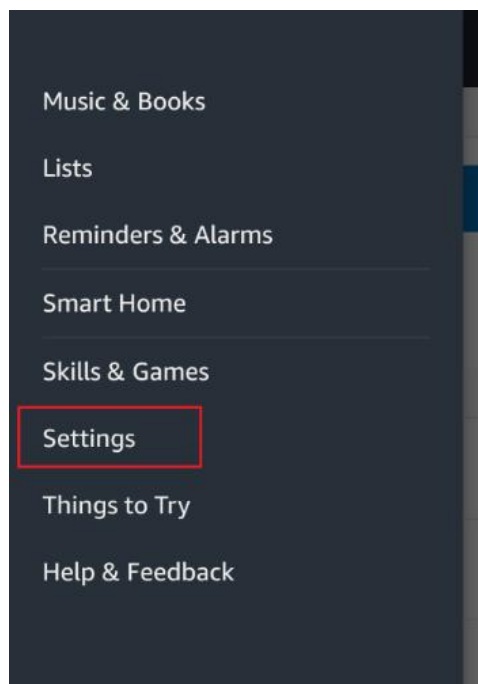 Music & Books
Lists
Reminders & Alarms
Smart Home
Skills & Games
Settings
Things to Try
Help & Feedback